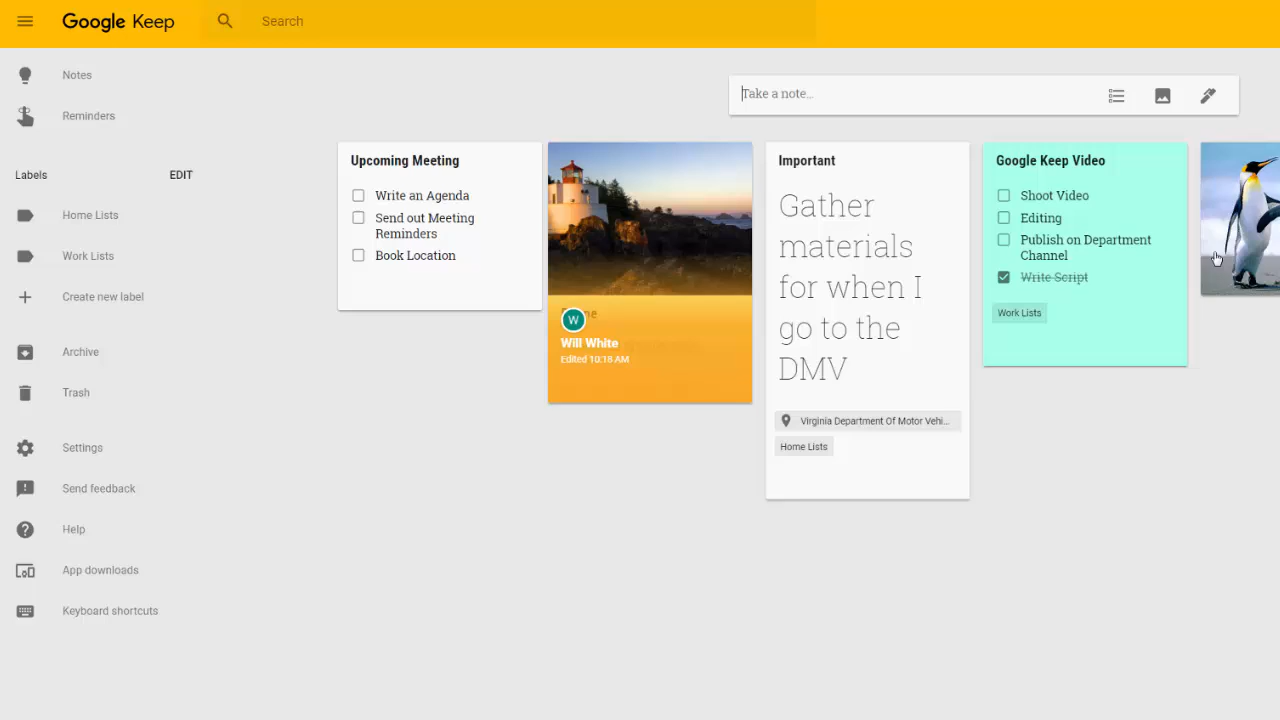 Google Keep
Search
Notes
Reminders
Labels
EDIT
Home Lists
Work Lists
Create new label
Archive
Trash
Settings
Send feedback
Help
App downloads
Keyboard shortcuts
Take a note...
Upcoming Meeting
Write an Agenda
Send out Meeting
Reminders
Book Location
W
Will White
Edited 10:18 AM
Important
Gather
materials
for when I
go to the
DMV
Virginia Department Of Motor Vehi...
Home Lists
Google Keep Video
Shoot Video
Editing
Publish on Department
Channel
Write Script
Work Lists